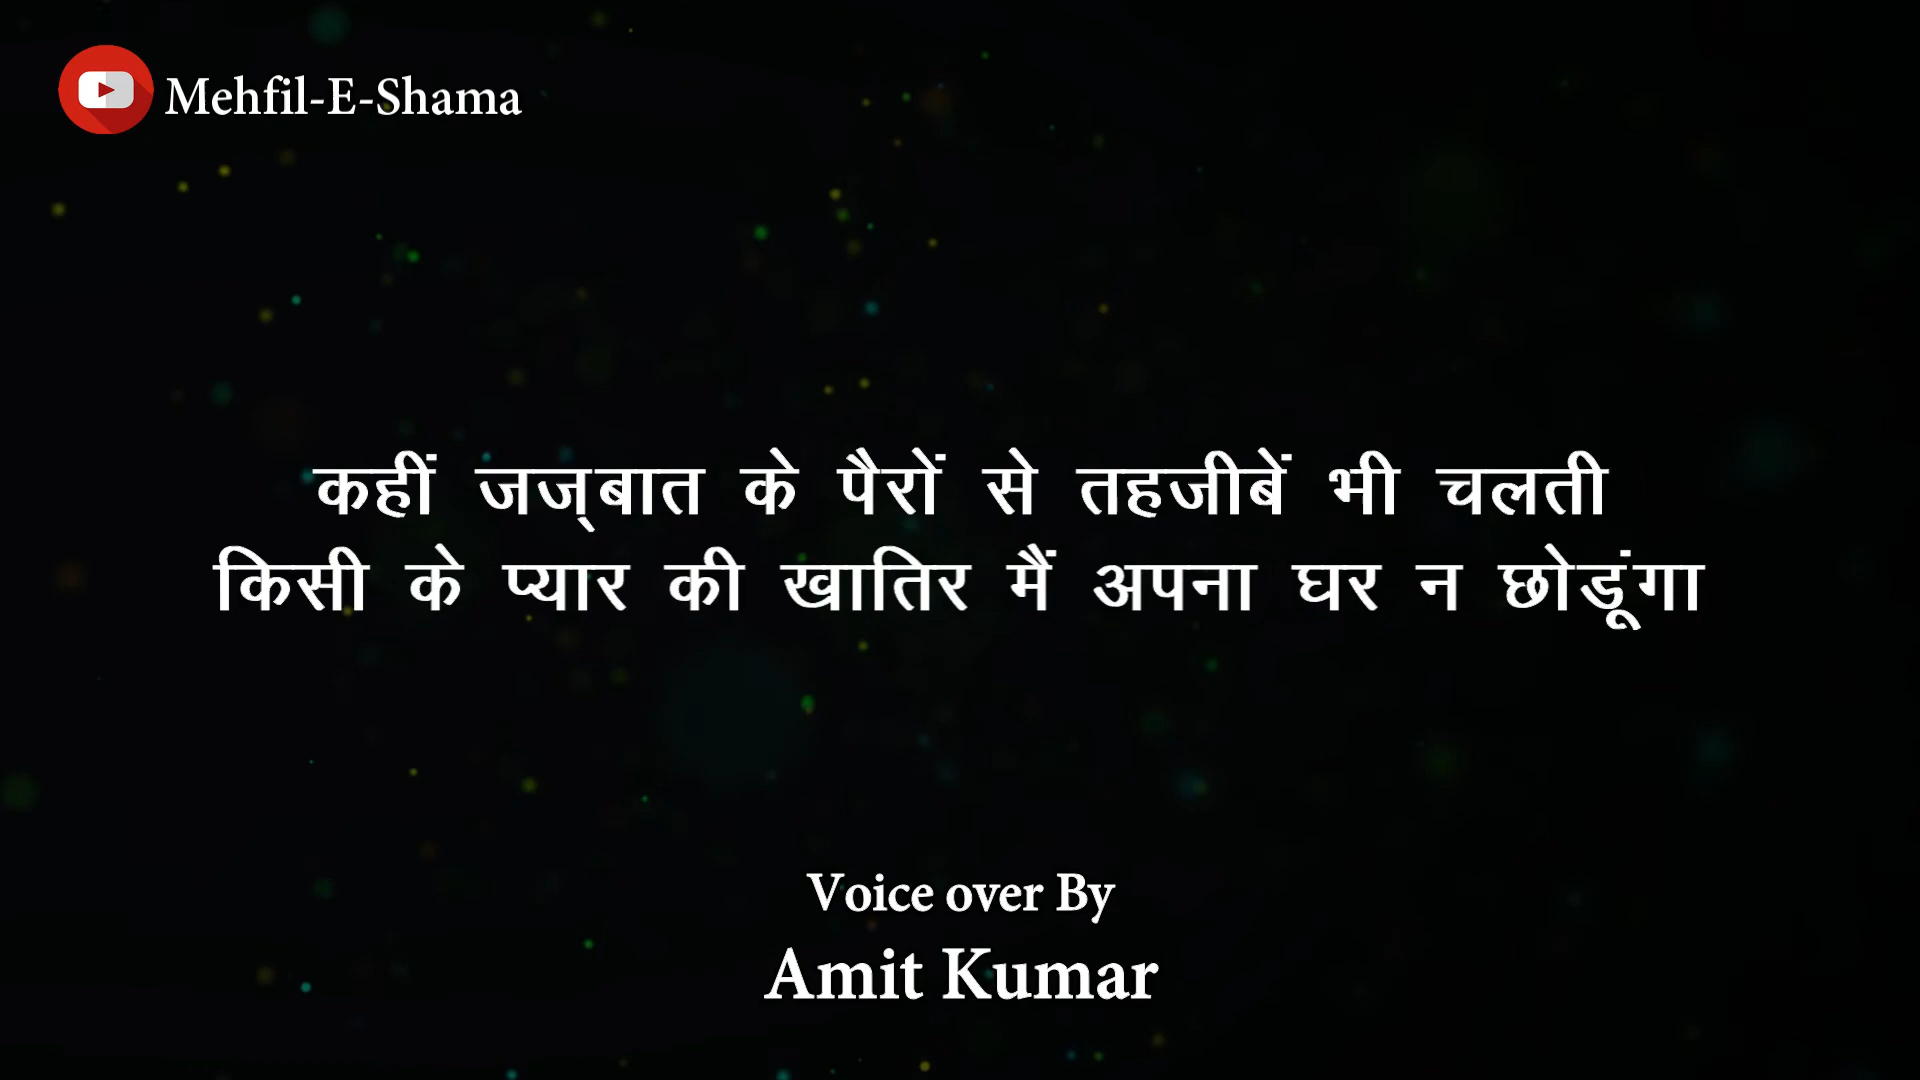 Mehfil-E-Shama
कहीं जज्‌बात के पैरों से तहजीबें भी चलती
किसी के प्यार की खातिर मैं अपना घर न छोडूंगा
Voice over By
Amit Kumar